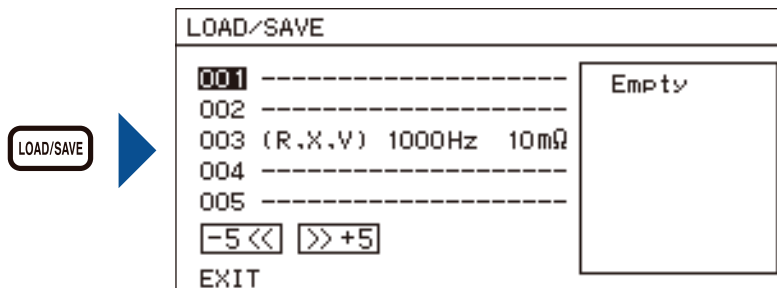 LOAD/SAVE
LOAD/SAVE
001 --------------------
002 --------------------
003 (R,X,V) 1000Hz 10mΩ
004 --------------------
005 --------------------
-5 << >> +5
EXIT
Empty